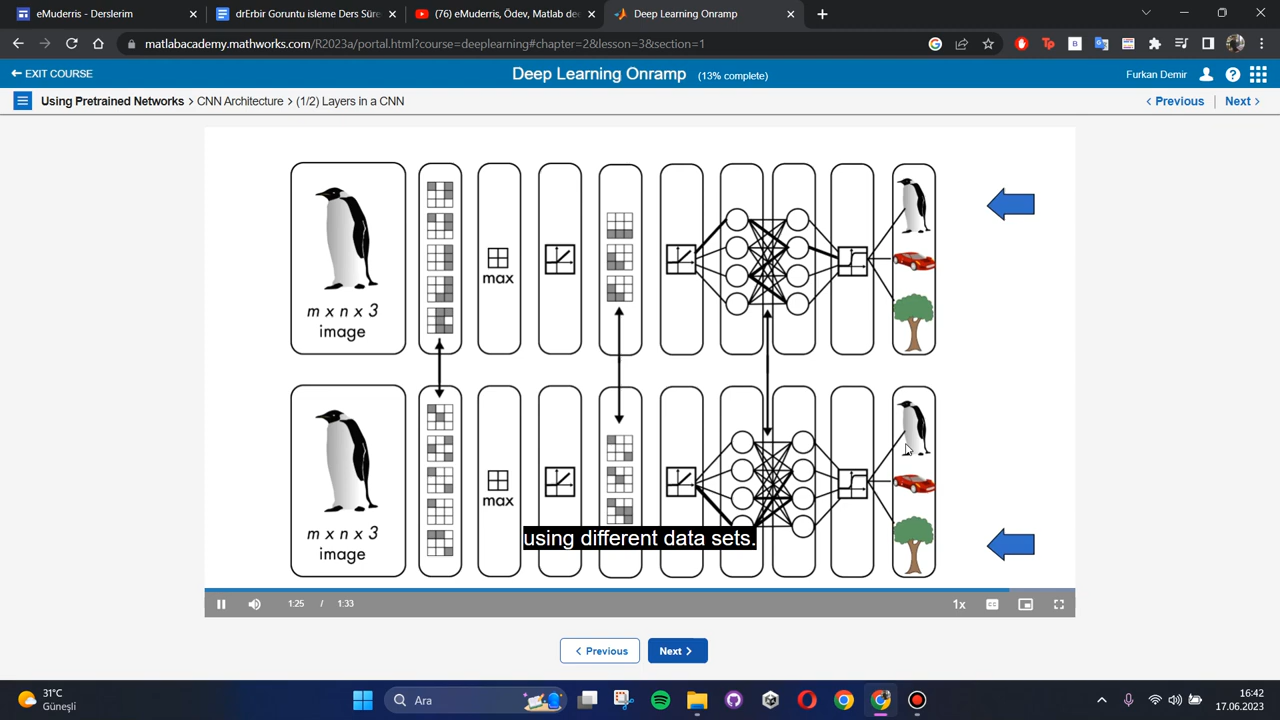 eMuderris - Derslerim
drErbir Goruntu isleme Ders Süre
(76) eMuderris, Ödev, Matlab de
Deep Learning Onramp
matlabacademy.mathworks.com/R2023a/portal.html?course=deeplearning#chapter=2&lesson=3&section=1
EXIT COURSE
Deep Learning Onramp (13% complete)
Furkan Demir
Using Pretrained Networks > CNN Architecture > (1/2) Layers in a CNN
Previous
Next
max
m x n x 3
image
max
m x n x 3
image
using different data sets.
1:25 / 1:33
1x
Previous
Next
31°C
Güneşli
Ara
16:42
17.06.2023